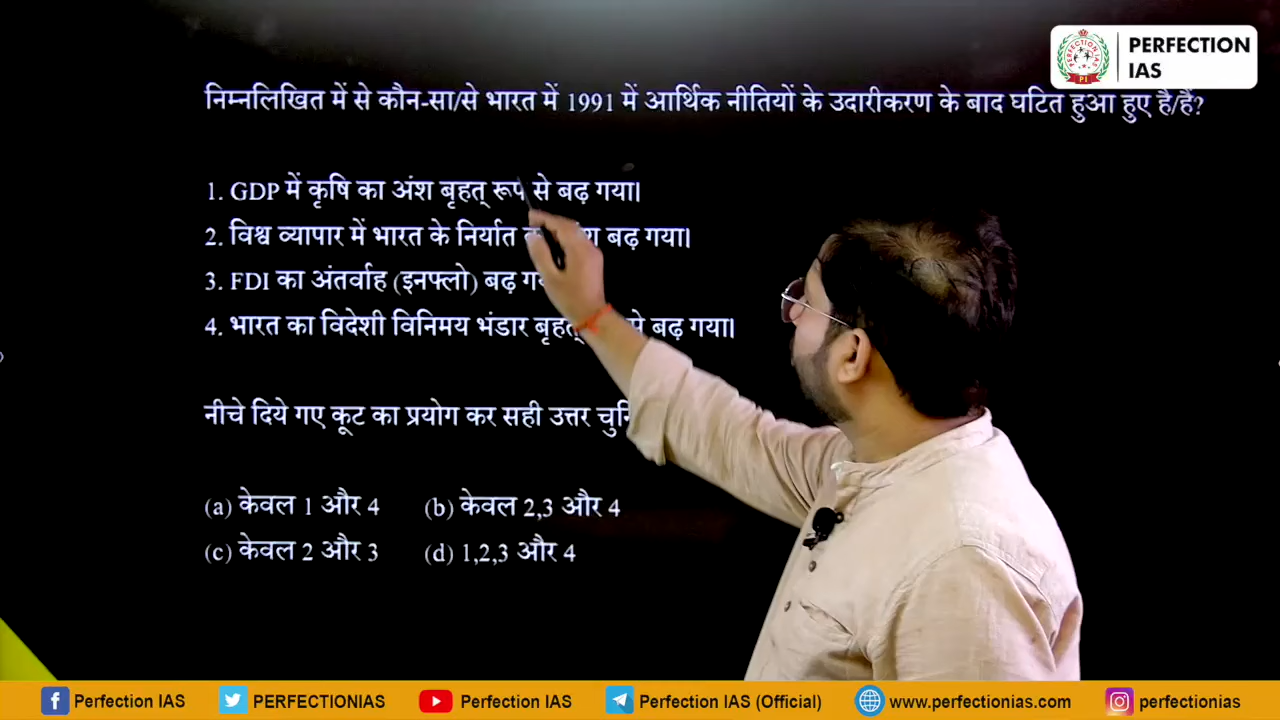 PERFECTION
IAS
निम्नलिखित में से कौन-सा/से भारत में 1991 में आर्थिक नीतियों के उदारीकरण के बाद घटित हुआ हुए है/हैं?
1. GDP में कृषि का अंश बृहत् रूप से बढ़ गया।
2. विश्व व्यापार में भारत के निर्यात बढ़ गया।
3. FDI का अंतर्वाह (इनफ्लो) बढ़
4. भारत का विदेशी विनिमय भंडार बृहत् से बढ़ गया।
नीचे दिये गए कूट का प्रयोग कर सही उत्तर
(a) केवल 1 और 4 (b) केवल 2,3 और 4
(c) केवल 2 और 3 (d) 1,2,3 और 4
Perfection IAS PERFECTIONIAS Perfection IAS Perfection IAS (Official) www.perfectionias.com perfectionias